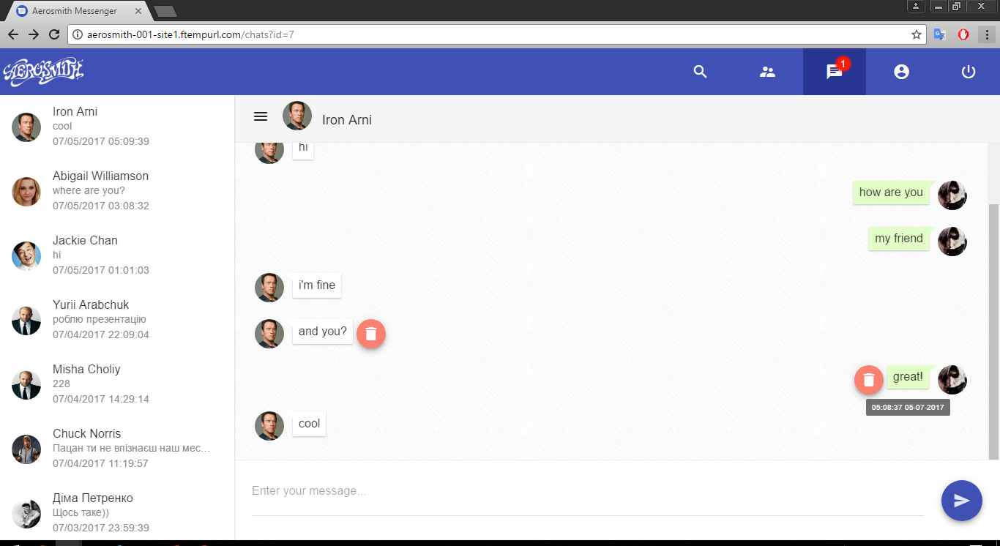 Aerosmith Messenger
aerosmith-001-site1.ftempurl.com/chats?id=7
AEROSMITH
1
Iron Arni
cool
07/05/2017 05:09:39
Abigail Williamson
where are you?
07/05/2017 03:08:32
Jackie Chan
hi
07/05/2017 01:01:03
Yurii Arabchuk
роблю презентацію
07/04/2017 22:09:04
Misha Choliy
228
07/04/2017 14:29:14
Chuck Norris
Пацан ти не впізнаєш наш мес...
07/04/2017 11:19:57
Діма Петренко
Щось таке))
07/03/2017 23:59:39
Iron Arni
hi
how are you
my friend
i'm fine
and you?
great!
05:08:37 05-07-2017
cool
Enter your message...